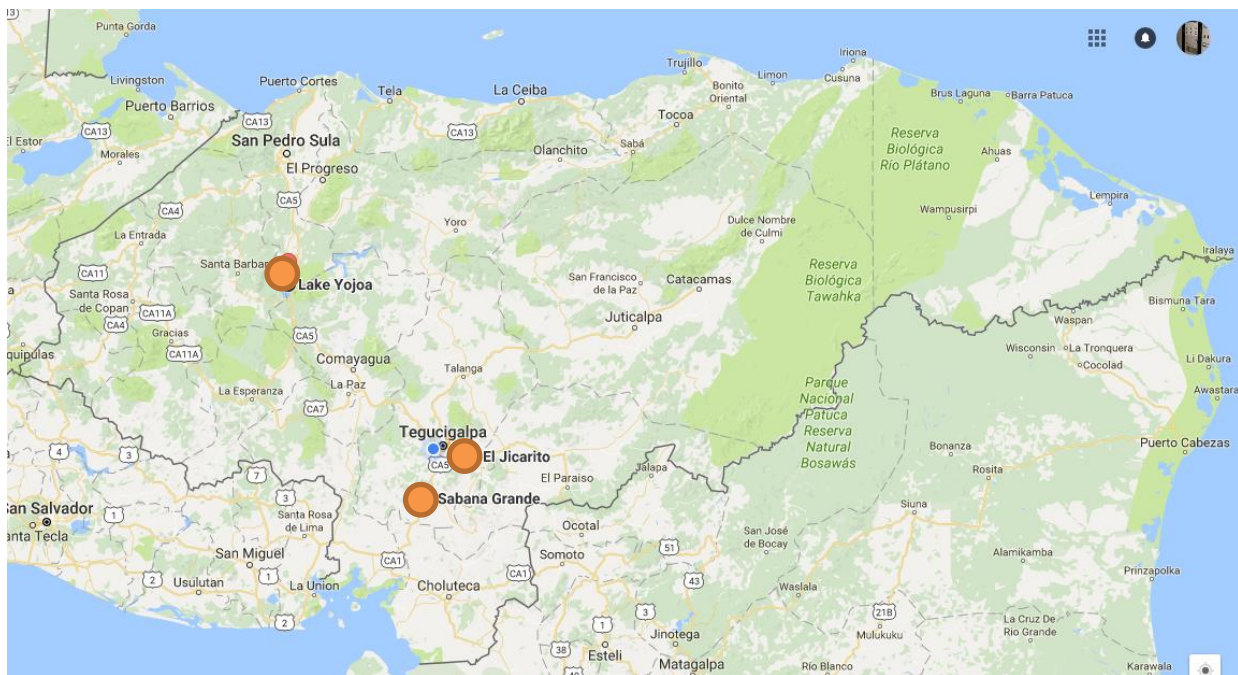 13
Punta Gorda
Livingston
Puerto Cortes
Tela
La Ceiba
Trujillo
Limon
Iriona
Cusuna
Bonito
Oriental
Brus Laguna
Barra Patuca
Puerto Barrios
CA13
CA13
CA13
Tocoa
El Estor
Morales
San Pedro Sula
El Progreso
Olanchito
Sabá
Reserva
Biológica
Rio Plátano
Ahuas
CA4
CA5
Lempira
La Entrada
Yoro
Dulce Nombre
de Culmi
Wampusirpi
CA11
Santa Barbar
Lake Yojoa
San Francisco
de la Paz
Catacamas
Reserva
Biológica
Tawahka
Iralaya
Santa Rosa
de Copan
CA11A
CA4
Gracias
CA5
Juticalpa
Bismuna Tara
Waspan
quipulas
CA11A
Comayagua
Wisconsin
La Tronquera
Cocolad
Li Dakura
La Esperanza
La Paz
Talanga
CA7
Parque
Nacional
Patuca
Reserva
Natural
Bosawás
Awastara
Tegucigalpa
CA5
El Jicarito
Puerto Cabezas
4
3
7
El Paraiso
Jalapa
Bonanza
Rosita
3
Sabana Grande
San Salvador
anta Tecla
1
Santa Rosa
de Lima
Ocotal
Siuna
San José
de Bocay
San Miguel
CA1
Somoto
51
Alamikamba
2
Usulutan
1
La Union
Choluteca
CA1
43
Waslala
Prinzapolka
2
1
3
21B
La Cruz De
Rio Grande
38
Jinotega
Mulukuku
Esteli
Matagalpa
Río Blanco
Karawala